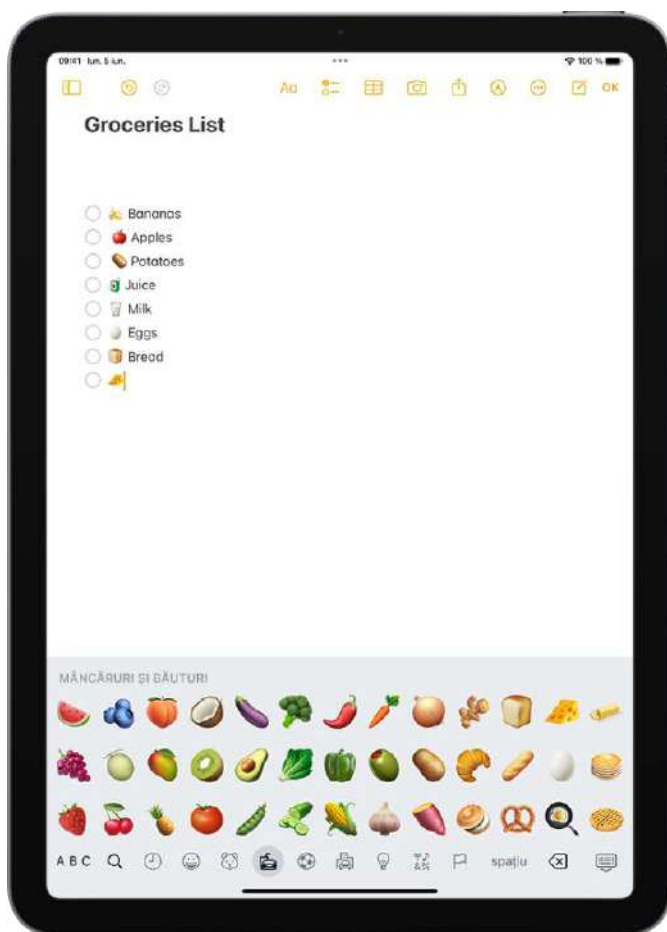 09:41 lun. 5 iun.
100 %
Aa
OK
Groceries List
Bananas
Apples
Potatoes
Juice
Milk
Eggs
Bread
MÂNCĂRURI ȘI BĂUTURI
ABC
spațiu